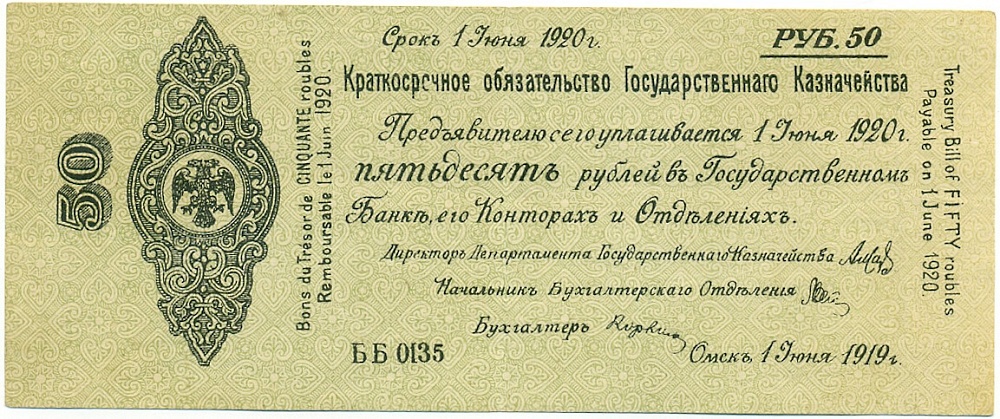 50
Bons du Trésor de CINQUANTE roubles
Remboursable le 1 Juin 1920.
Срокъ 1 Іюня 1920 г.
РУБ. 50
Краткосрочное обязательство Государственнаго Казначейства
Предъявителю сего уплачивается 1 Іюня 1920 г.
пятьдесятъ рублей въ Государственномъ
Банкѣ, его Конторахъ и Отдѣленіяхъ.
Директоръ Департамента Государственнаго Казначейства
Начальникъ Бухгалтерскаго Отдѣленія
Бухгалтеръ
ББ 0135
Омскъ, 1 Іюня 1919 г.
Treasury Bill of FIFTY roubles
Payable on 1 June 1920.